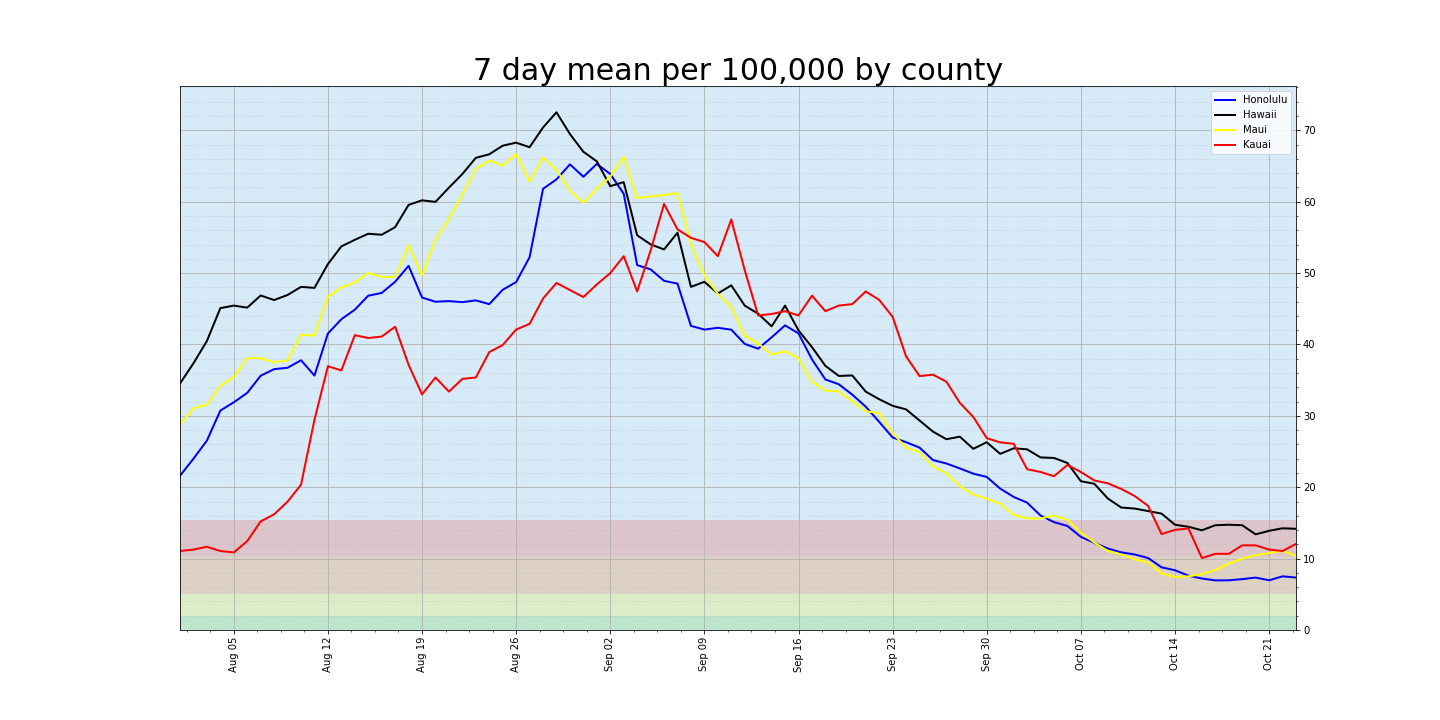 7 day mean per 100,000 by county
Honolulu
Hawaii
Maui
Kauai
70
60
50
40
30
20
10
0
Aug 05
Aug 12
Aug 19
Aug 26
Sep 02
Sep 09
Sep 16
Sep 23
Sep 30
Oct 07
Oct 14
Oct 21